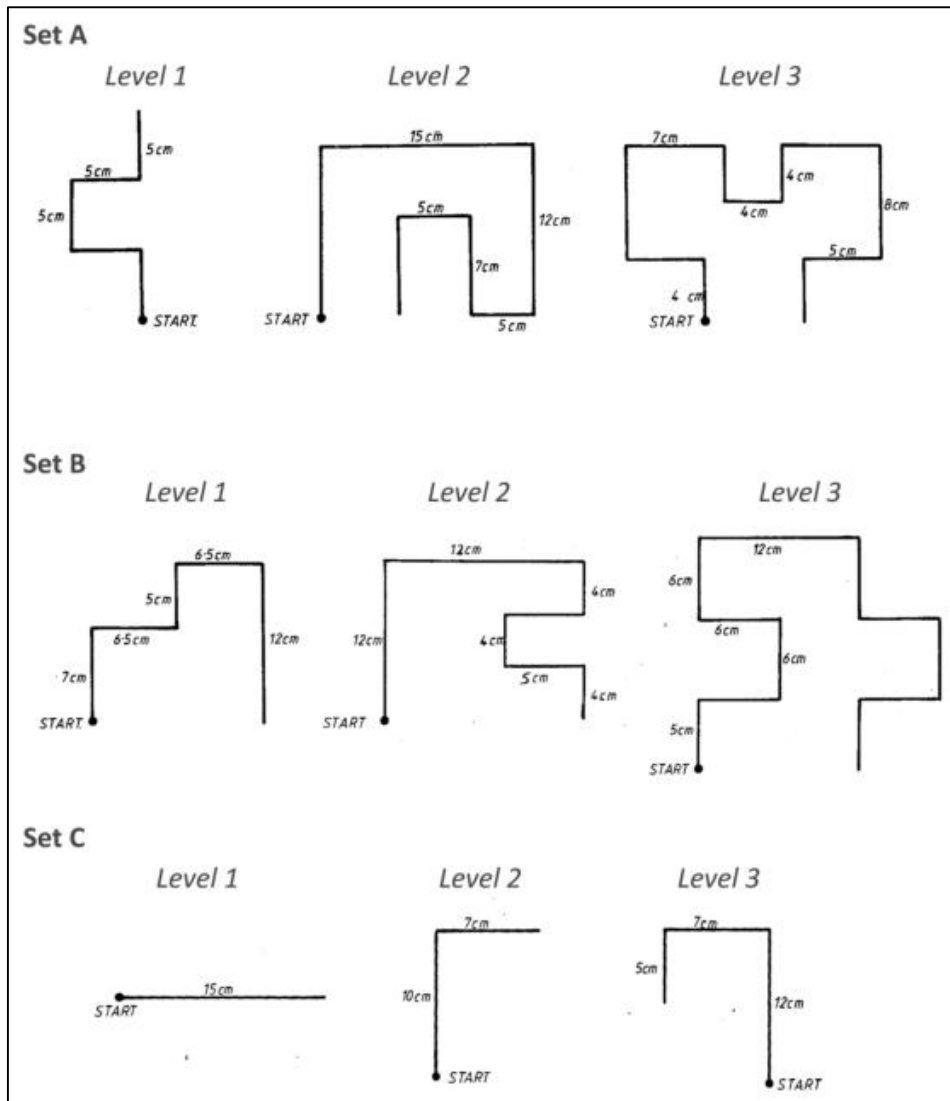 Set A
Level 1
Level 2
Level 3
5cm
5cm
5cm
START.
15cm
5cm
12cm
7cm
5cm
START
7cm
4cm
4cm
8cm
5cm
4 cm
START
Set B
Level 1
Level 2
Level 3
6·5cm
5cm
6·5cm
12cm
7cm
START.
12cm
4cm
12cm
4cm
5cm
4cm
START
12cm
6cm
6cm
6cm
5cm
START
Set C
Level 1
Level 2
Level 3
15cm
START
7cm
10cm
START
7cm
5cm
12cm
START